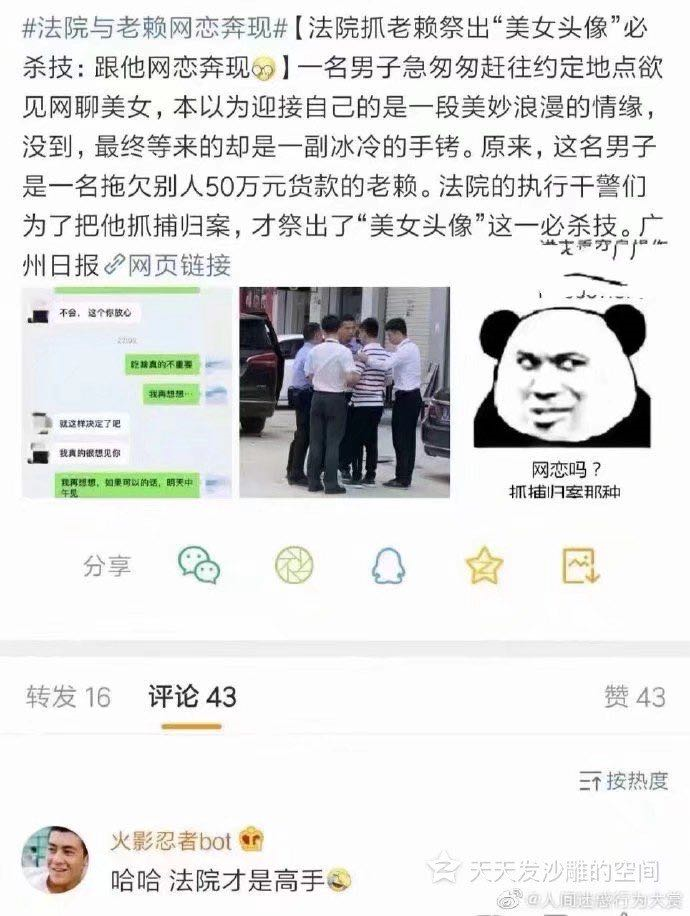 #法院与老赖网恋奔现#【法院抓老赖祭出“美女头像”必
杀技：跟他网恋奔现】一名男子急匆匆赶往约定地点欲
见网聊美女，本以为迎接自己的是一段美妙浪漫的情缘，
没到，最终等来的却是一副冰冷的手铐。原来，这名男子
是一名拖欠别人50万元货款的老赖。法院的执行干警们
为了把他抓捕归案，才祭出了“美女头像”这一必杀技。广
州日报网页链接
不会，这个你放心
吃啥真的不重要
我再想想…
就这样决定了吧
我真的很想见你
我再想想，如果可以的话，明天中
午见
网恋吗？
抓捕归案那种
分享
转发 16
评论 43
赞 43
按热度
火影忍者bot
哈哈 法院才是高手
天天发沙雕的空间
@人间迷惑行为大赏